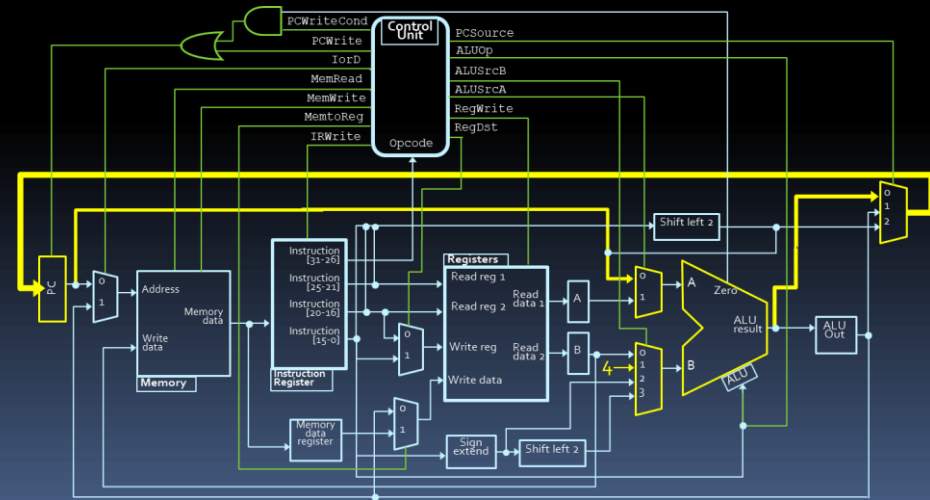 PCWriteCond
PCWrite
IorD
MemRead
MemWrite
MemtoReg
IRWrite
Control
Unit
Opcode
PCSource
ALUOp
ALUSrcB
ALUSrcA
RegWrite
RegDst
PC
0
1
Address
Memory
data
Write
data
Memory
Instruction
[31-26]
Instruction
[25-21]
Instruction
[20-16]
Instruction
[15-0]
Instruction
Register
Memory
data
register
0
1
0
1
Registers
Read reg 1
Read reg 2
Write reg
Write data
Read
data 1
Read
data 2
A
B
Sign
extend
Shift left 2
Shift left 2
0
1
4
0
1
2
3
A
B
Zero
ALU
result
ALU
ALU
Out
0
1
2